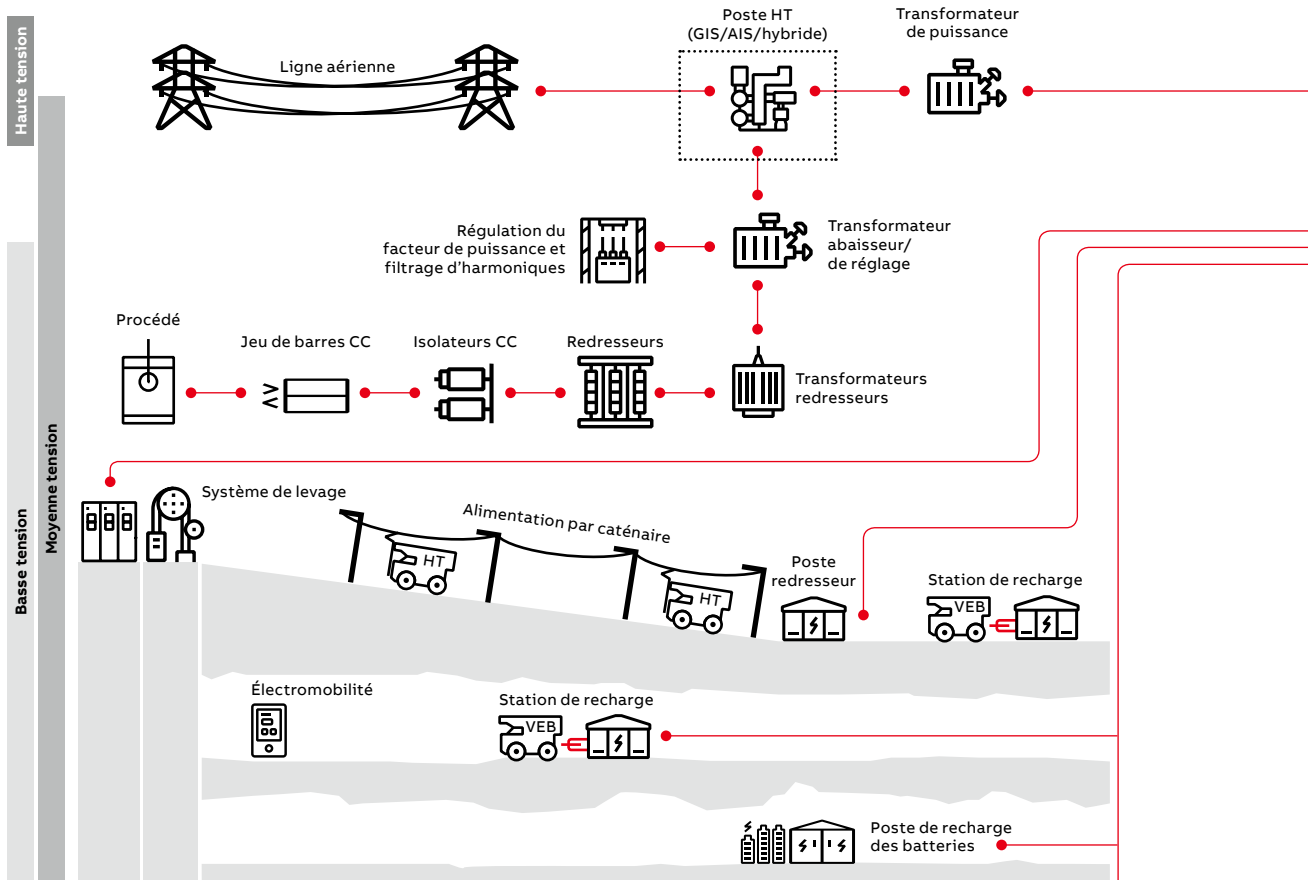 Haute tension
Moyenne tension
Basse tension
Ligne aérienne
Poste HT
(GIS/AIS/hybride)
Transformateur
de puissance
Régulation du
facteur de puissance et
filtrage d’harmoniques
Transformateur
abaisseur/
de réglage
Procédé
Jeu de barres CC
Isolateurs CC
Redresseurs
Transformateurs
redresseurs
Système de levage
Alimentation par caténaire
HT
HT
Poste
redresseur
Station de recharge
VEB
Électromobilité
Station de recharge
VEB
Poste de recharge
des batteries